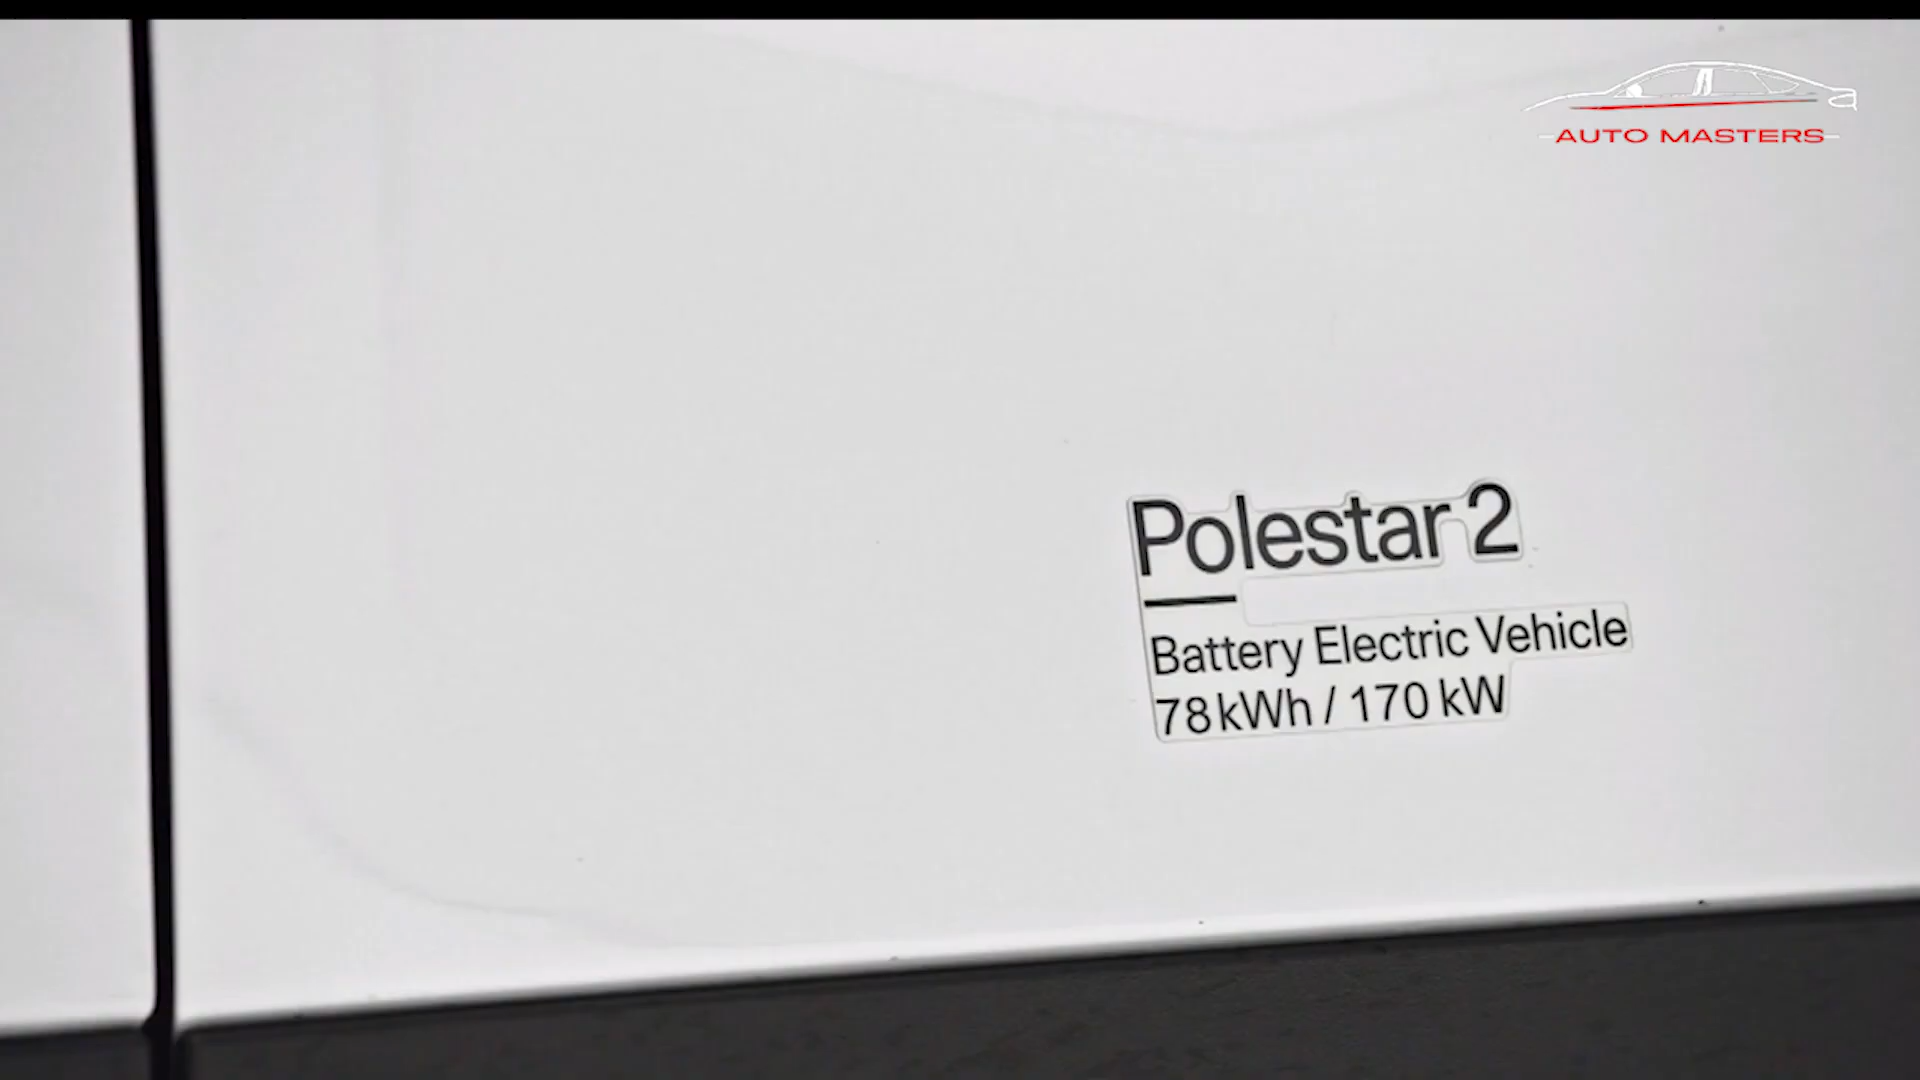 AUTO MASTERS
Polestar 2
Battery Electric Vehicle
78 kWh / 170 kW